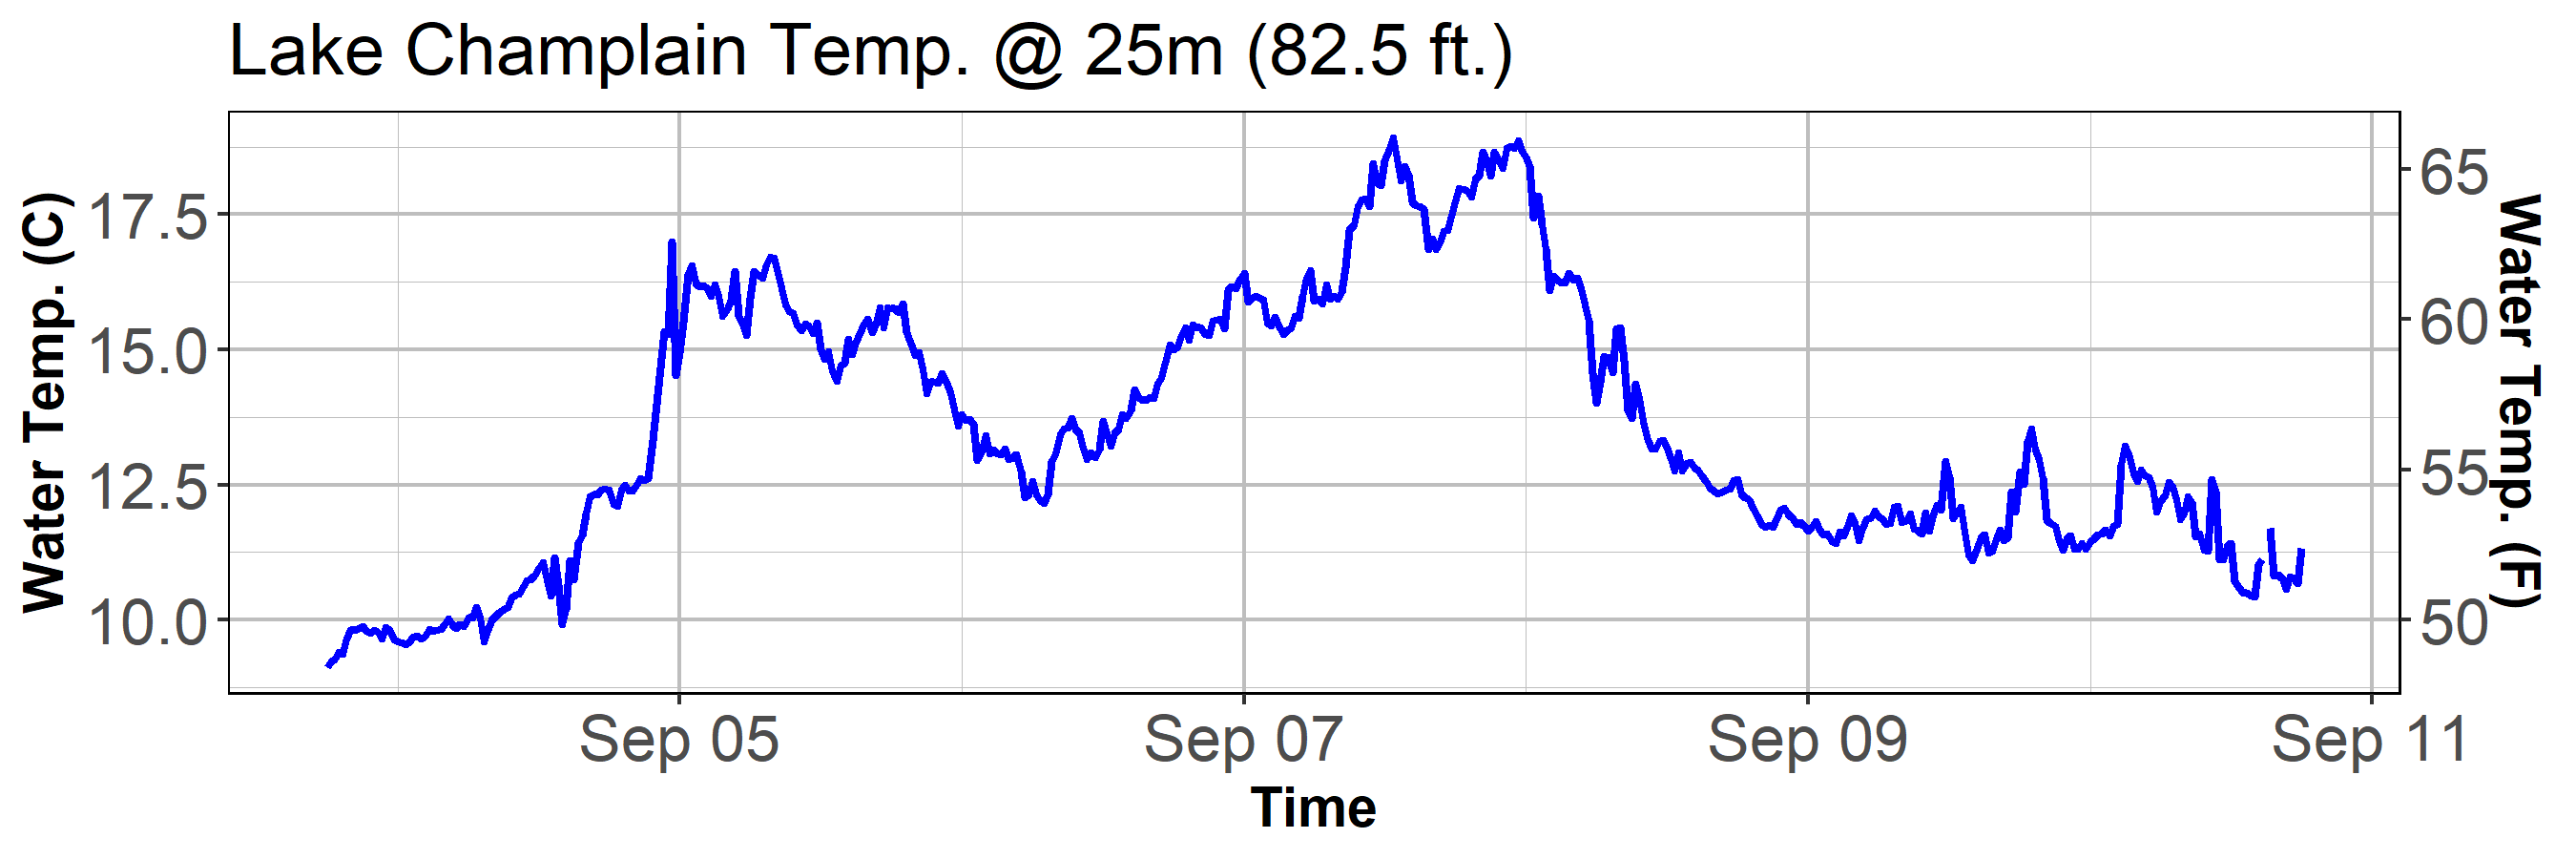 Lake Champlain Temp. @ 25m (82.5 ft.)
Water Temp. (C)
17.5
15.0
12.5
10.0
65
60
55
50
Water Temp. (F)
Sep 05
Sep 07
Sep 09
Sep 11
Time